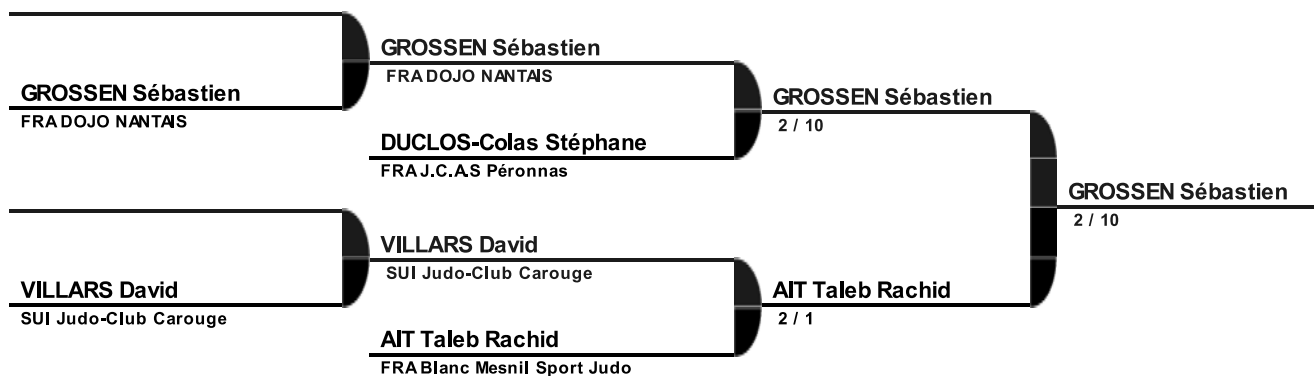 GROSSEN Sébastien
FRA DOJO NANTAIS
GROSSEN Sébastien
FRA DOJO NANTAIS
DUCLOS-Colas Stéphane
FRA J.C.A.S Péronnas
GROSSEN Sébastien
2 / 10
VILLARS David
SUI Judo-Club Carouge
VILLARS David
SUI Judo-Club Carouge
AIT Taleb Rachid
FRA Blanc Mesnil Sport Judo
AIT Taleb Rachid
2 / 1
GROSSEN Sébastien
2 / 10